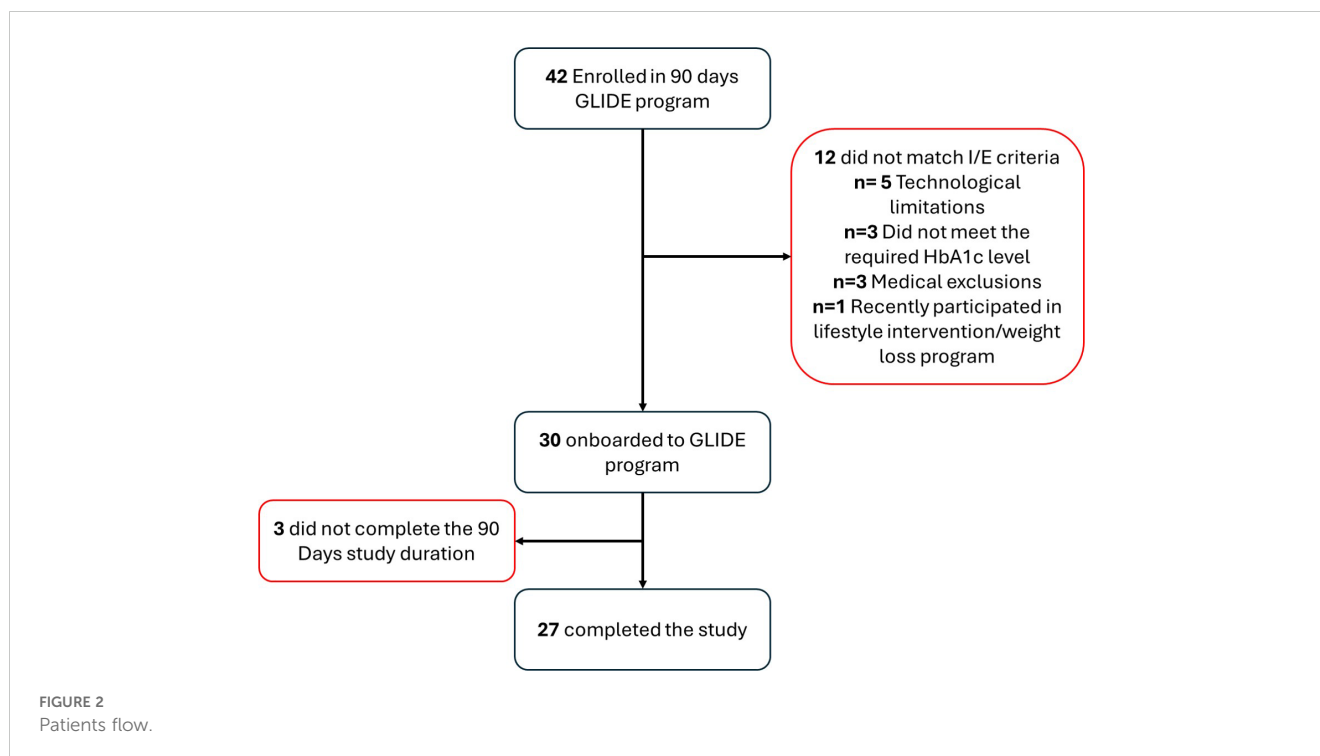 42 Enrolled in 90 days
GLIDE program
12 did not match I/E criteria
n= 5 Technological
limitations
n=3 Did not meet the
required HbA1c level
n=3 Medical exclusions
n=1 Recently participated in
lifestyle intervention/weight
loss program
30 onboarded to GLIDE
program
3 did not complete the 90
Days study duration
27 completed the study
FIGURE 2
Patients flow.